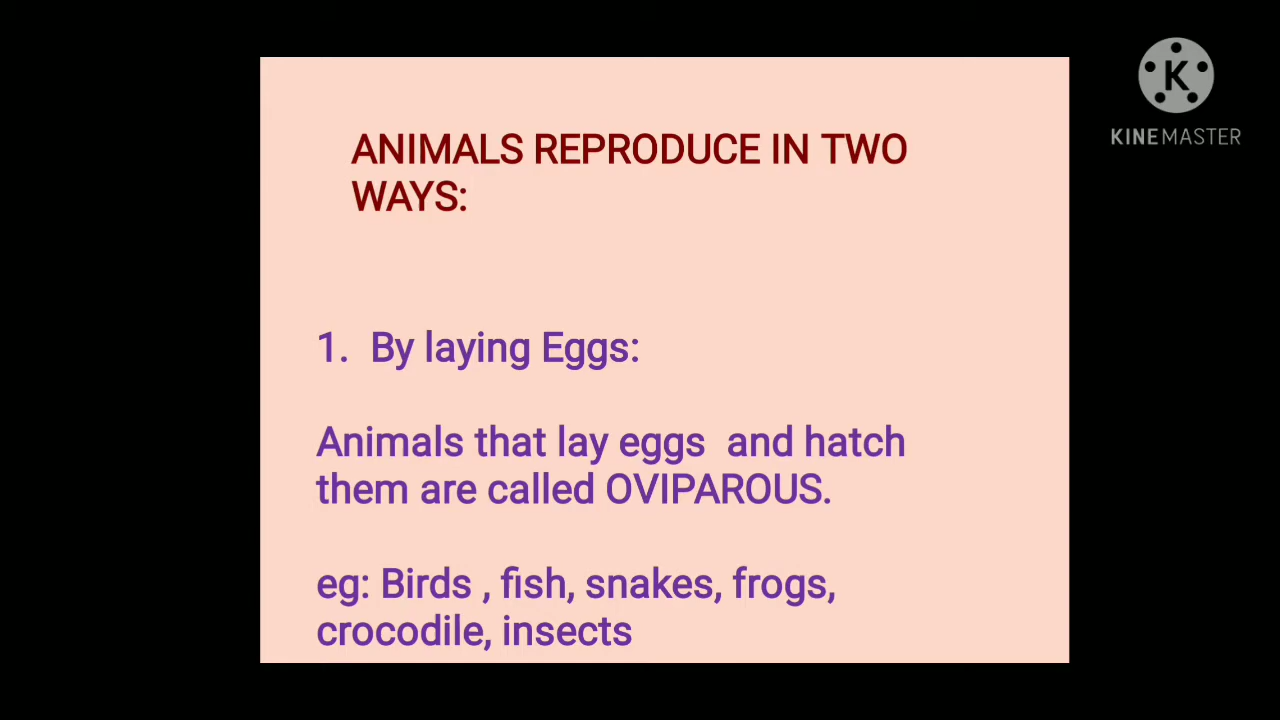 ANIMALS REPRODUCE IN TWO
WAYS:
1. By laying Eggs:
Animals that lay eggs and hatch
them are called OVIPAROUS.
eg: Birds , fish, snakes, frogs,
crocodile, insects
K
KINEMASTER